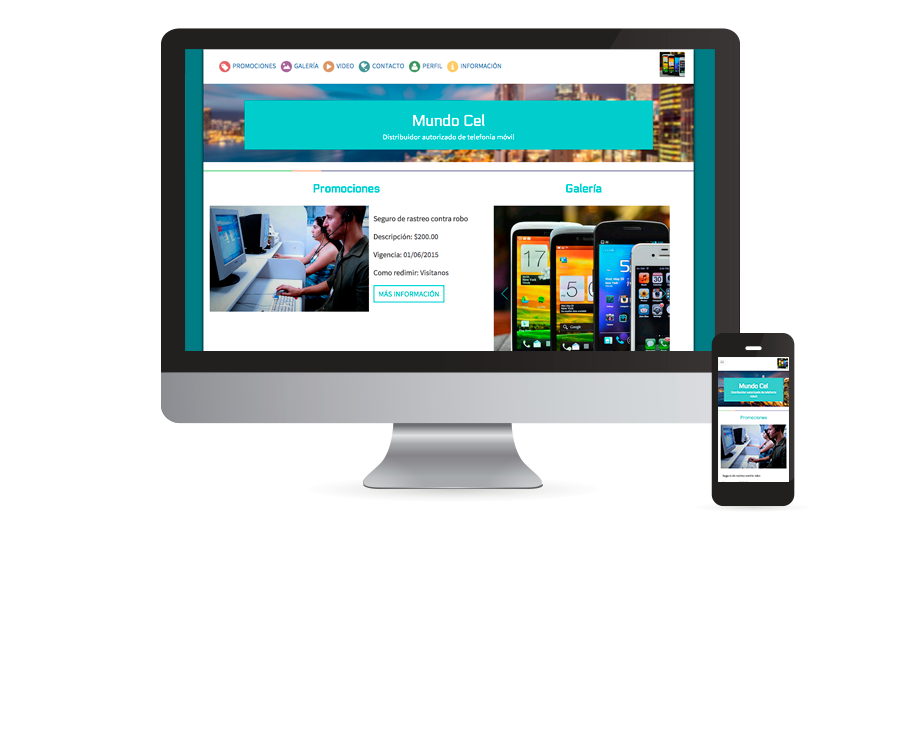 PROMOCIONES GALERÍA VIDEO CONTACTO PERFIL INFORMACIÓN
Mundo Cel
Distribuidor autorizado de telefonía móvil
Promociones
Seguro de rastreo contra robo
Descripción: $200.00
Vigencia: 01/06/2015
Como redimir: Visítanos
MÁS INFORMACIÓN
Galería
17
5
Google
Mundo Cel
Distribuidor autorizado de telefonía
móvil
Promociones
Seguro de rastreo contra robo